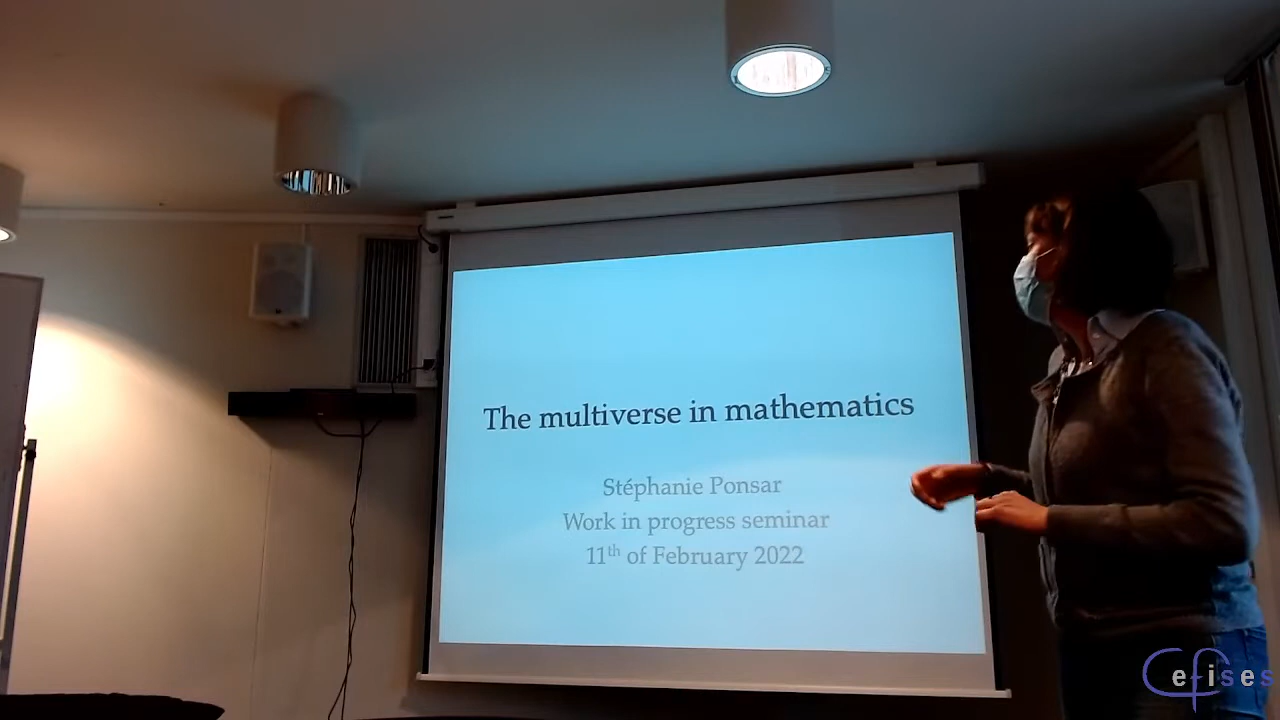 The multiverse in mathematics
Stéphanie Ponsar
Work in progress seminar
11th of February 2022
Cefises